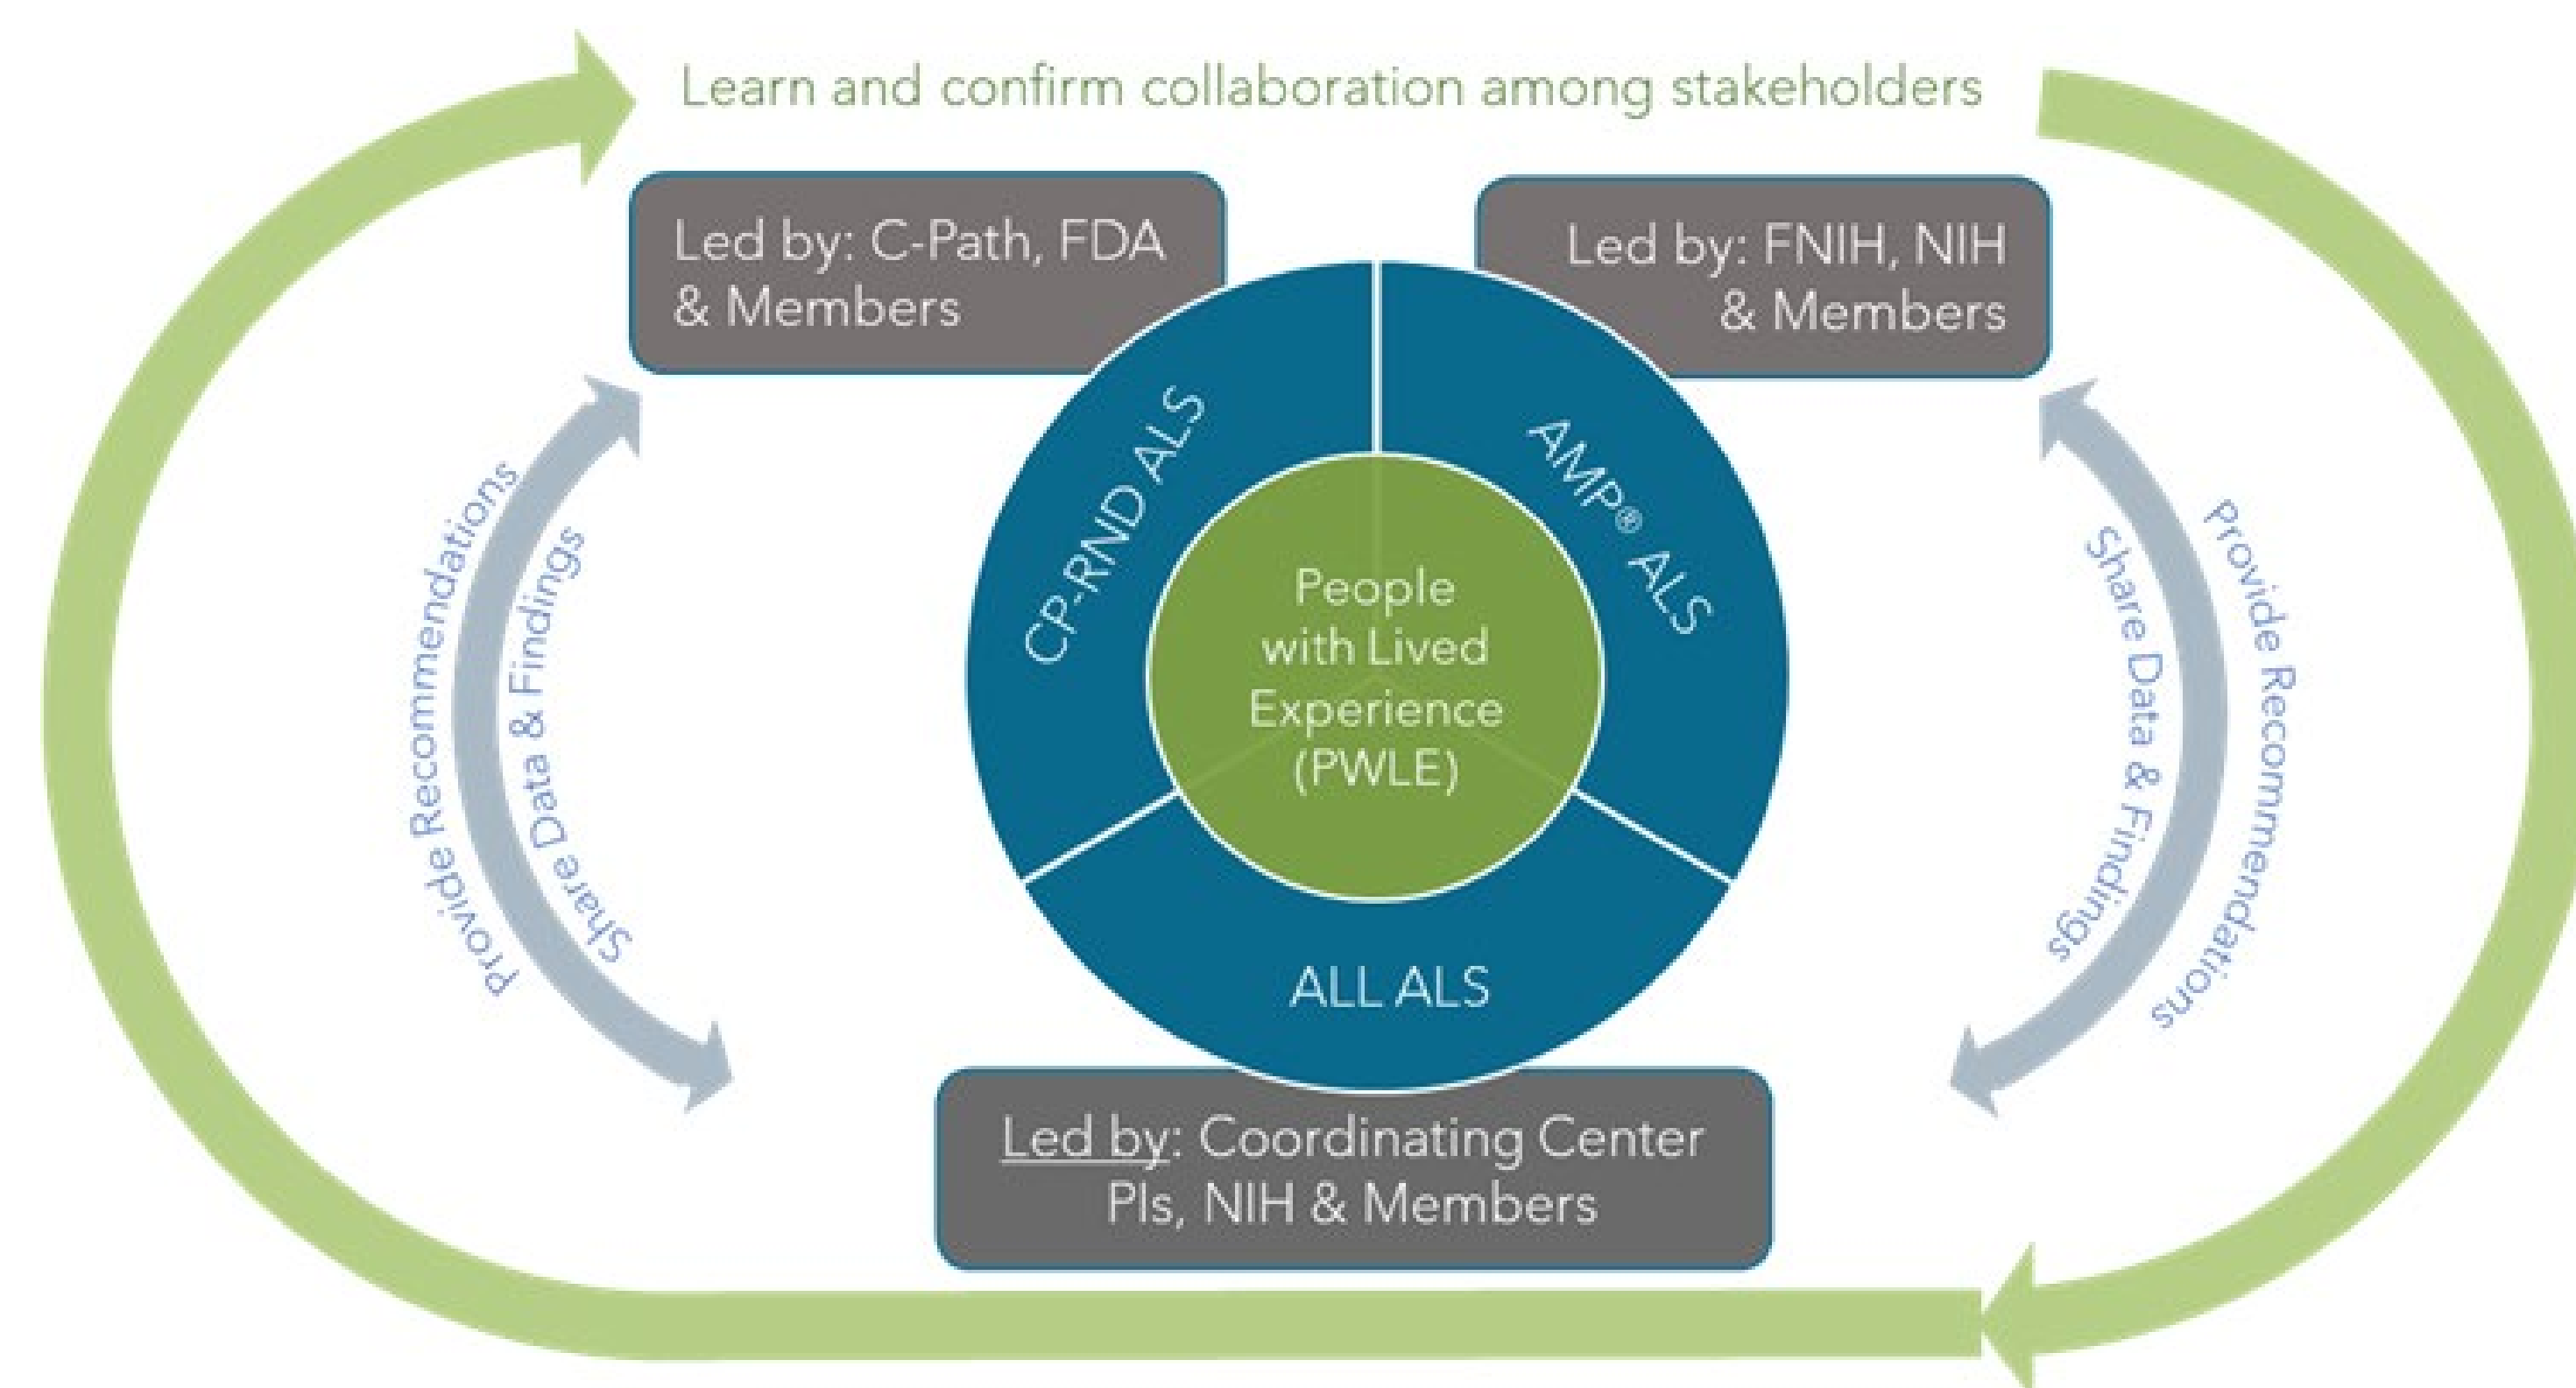 Learn and confirm collaboration among stakeholders
Led by: C-Path, FDA
& Members
Led by: FNIH, NIH
& Members
CP-RND ALS
AMP® ALS
People
with Lived
Experience
(PWLE)
Provide Recommendations
Share Data & Findings
Share Data & Findings
Provide Recommendations
ALL ALS
Led by: Coordinating Center
PIs, NIH & Members